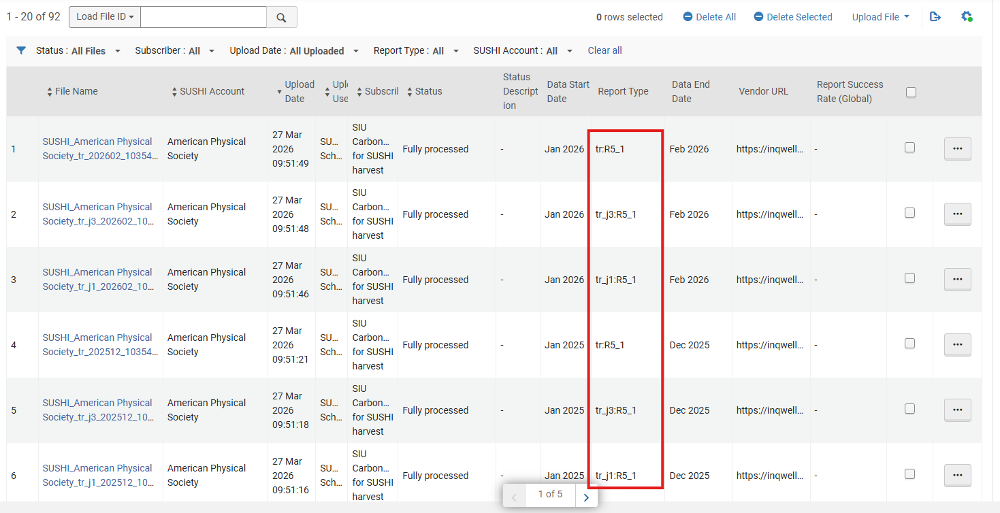 1 - 20 of 92 Load File ID 0 rows selected Delete All Delete Selected Upload File
Status : All Files Subscriber : All Upload Date : All Uploaded Report Type : All SUSHI Account : All Clear all
File Name SUSHI Account Upload Date Uplo Use Subscril Status Status Descript ion Data Start Date Report Type Data End Date Vendor URL Report Success Rate (Global)
1 SUSHI_American Physical Society_tr_202602_10354... American Physical Society 27 Mar 2026 09:51:49 SU... Sch... SIU Carbon... for SUSHI harvest Fully processed - Jan 2026 tr:R5_1 Feb 2026 https://inqwell... - ...
2 SUSHI_American Physical Society_tr_j3_202602_10... American Physical Society 27 Mar 2026 09:51:48 SU... Sch... SIU Carbon... for SUSHI harvest Fully processed - Jan 2026 tr_j3:R5_1 Feb 2026 https://inqwell... - ...
3 SUSHI_American Physical Society_tr_j1_202602_10... American Physical Society 27 Mar 2026 09:51:46 SU... Sch... SIU Carbon... for SUSHI harvest Fully processed - Jan 2026 tr_j1:R5_1 Feb 2026 https://inqwell... - ...
4 SUSHI_American Physical Society_tr_202512_10354... American Physical Society 27 Mar 2026 09:51:21 SU... Sch... SIU Carbon... for SUSHI harvest Fully processed - Jan 2025 tr:R5_1 Dec 2025 https://inqwell... - ...
5 SUSHI_American Physical Society_tr_j3_202512_10... American Physical Society 27 Mar 2026 09:51:18 SU... Sch... SIU Carbon... for SUSHI harvest Fully processed - Jan 2025 tr_j3:R5_1 Dec 2025 https://inqwell... - ...
6 SUSHI_American Physical Society_tr_j1_202512_10... American Physical Society 27 Mar 2026 09:51:16 SU... Sch... SIU Carbon... for SUSHI harvest Fully processed - Jan 2025 tr_j1:R5_1 Dec 2025 https://inqwell... - ...
1 of 5